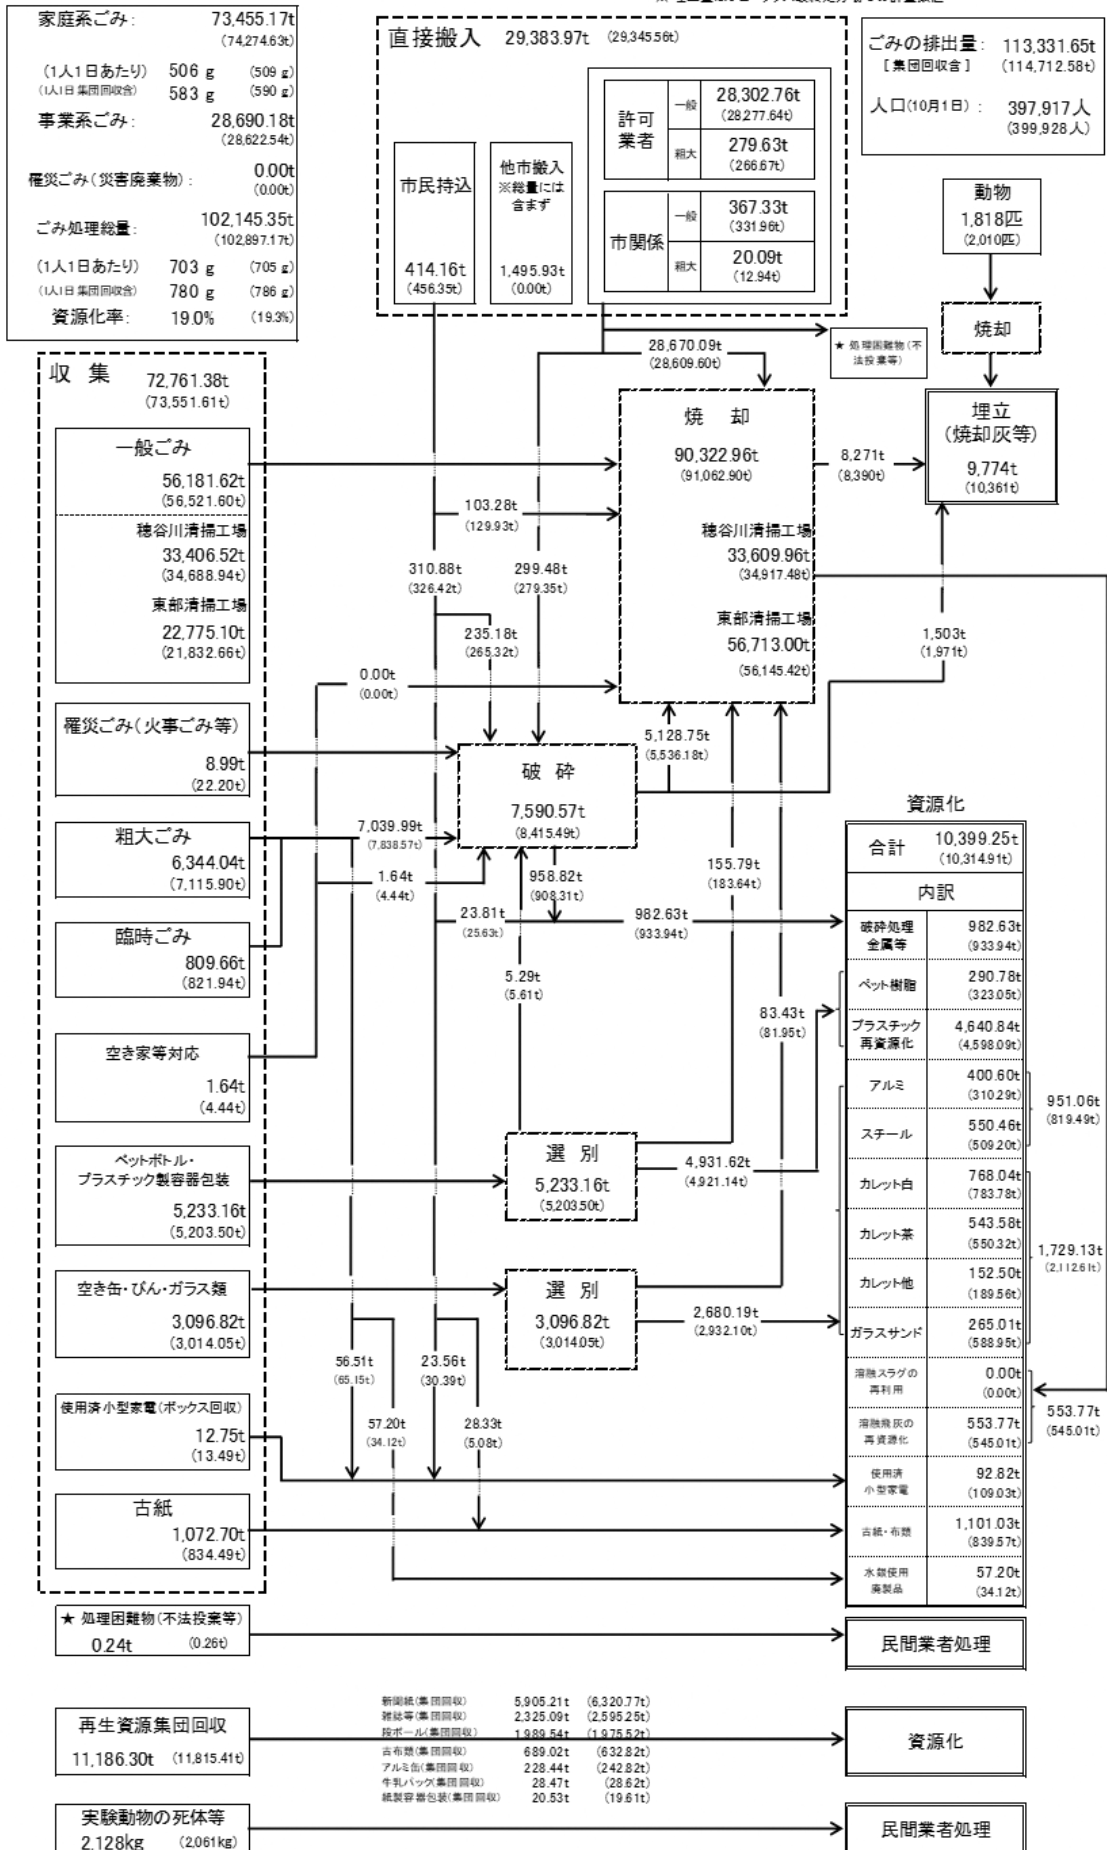 家庭系ごみ: 73,455.17t
(74,274.63t)
(1人1日あたり) 506 g (509 g)
(1人1日集団回収含) 583 g (590 g)
事業系ごみ: 28,690.18t
(28,622.54t)
罹災ごみ(災害廃棄物): 0.00t
(0.00t)
ごみ処理総量: 102,145.35t
(102,897.17t)
(1人1日あたり) 703 g (705 g)
(1人1日集団回収含) 780 g (786 g)
資源化率: 19.0% (19.3%)
直接搬入 29,383.97t (29,345.56t)
市民持込
414.16t
(456.35t)
他市搬入
※総量には
含まず
1,495.93t
(0.00t)
許可
業者
一般
28,302.76t
(28,277.64t)
粗大
279.63t
(266.67t)
市関係
一般
367.33t
(331.96t)
粗大
20.09t
(12.94t)
ごみの排出量: 113,331.65t
[集団回収含] (114,712.58t)
人口(10月1日): 397,917人
(399,928人)
動物
1,818匹
(2,010匹)
焼却
★ 処理困難物(不
法投棄等)
28,670.09t
(28,609.60t)
埋立
(焼却灰等)
9,774t
(10,361t)
収 集 72,761.38t
(73,551.61t)
一般ごみ
56,181.62t
(56,521.60t)
穂谷川清掃工場
33,406.52t
(34,688.94t)
東部清掃工場
22,775.10t
(21,832.66t)
焼 却
90,322.96t
(91,062.90t)
穂谷川清掃工場
33,609.96t
(34,917.48t)
東部清掃工場
56,713.00t
(56,145.42t)
8,271t
(8,390t)
103.28t
(129.93t)
310.88t
(326.42t)
299.48t
(279.35t)
235.18t
(265.32t)
0.00t
(0.00t)
1,503t
(1,971t)
罹災ごみ(火事ごみ等)
8.99t
(22.20t)
破 砕
7,590.57t
(8,415.49t)
5,128.75t
(5,536.18t)
粗大ごみ
6,344.04t
(7,115.90t)
7,039.99t
(7,838.57t)
1.64t
(4.44t)
958.82t
(908.31t)
155.79t
(183.64t)
臨時ごみ
809.66t
(821.94t)
23.81t
(25.63t)
982.63t
(933.94t)
5.29t
(5.61t)
83.43t
(81.95t)
空き家等対応
1.64t
(4.44t)
ペットボトル・
プラスチック製容器包装
5,233.16t
(5,203.50t)
選 別
5,233.16t
(5,203.50t)
4,931.62t
(4,921.14t)
空き缶・びん・ガラス類
3,096.82t
(3,014.05t)
選 別
3,096.82t
(3,014.05t)
2,680.19t
(2,932.10t)
56.51t
(65.15t)
23.56t
(30.39t)
57.20t
(34.12t)
28.33t
(5.08t)
使用済小型家電(ボックス回収)
12.75t
(13.49t)
古紙
1,072.70t
(834.49t)
資源化
合計 10,399.25t
(10,314.91t)
内訳
破砕処理
金属等
982.63t
(933.94t)
ペット樹脂
290.78t
(323.05t)
プラスチック
再資源化
4,640.84t
(4,598.09t)
アルミ
400.60t
(310.29t)
スチール
550.46t
(509.20t)
951.06t
(819.49t)
カレット白
768.04t
(783.78t)
カレット茶
543.58t
(550.32t)
カレット他
152.50t
(189.56t)
ガラスサンド
265.01t
(588.95t)
1,729.13t
(2,112.61t)
溶融スラグの
再利用
0.00t
(0.00t)
溶融飛灰の
再資源化
553.77t
(545.01t)
553.77t
(545.01t)
使用済
小型家電
92.82t
(109.03t)
古紙・布類
1,101.03t
(839.57t)
水銀使用
廃製品
57.20t
(34.12t)
★ 処理困難物(不法投棄等)
0.24t (0.26t)
民間業者処理
再生資源集団回収
11,186.30t (11,815.41t)
新聞紙(集団回収) 5,905.21t (6,320.77t)
雑誌等(集団回収) 2,325.09t (2,595.25t)
段ボール(集団回収) 1,989.54t (1,975.52t)
古布類(集団回収) 689.02t (632.82t)
アルミ缶(集団回収) 228.44t (242.82t)
牛乳パック(集団回収) 28.47t (28.62t)
紙製容器包装(集団回収) 20.53t (19.61t)
資源化
実験動物の死体等
2,128kg (2,061kg)
民間業者処理